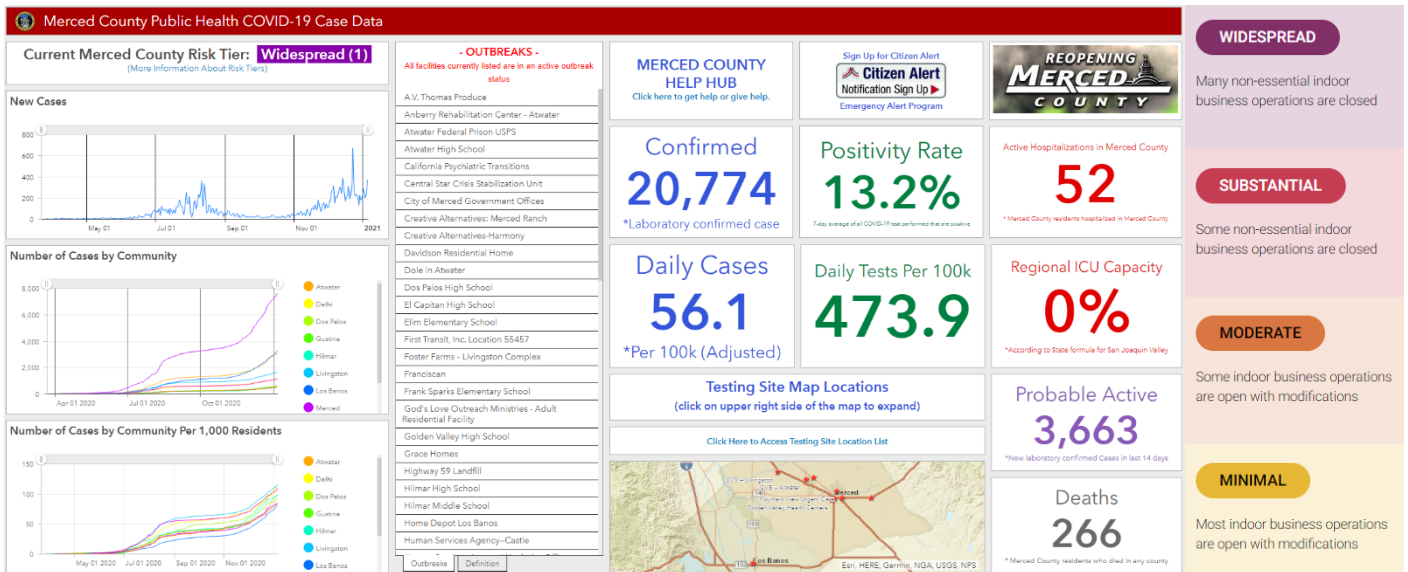 Merced County Public Health COVID-19 Case Data
Current Merced County Risk Tier: Widespread (1)
(More Information About Risk Tiers)
New Cases
800
600
400
200
0
May 01
Jul 01
Sep 01
Nov 01
2021
Number of Cases by Community
8,000
6,000
4,000
2,000
0
Apr 01 2020
Jul 01 2020
Oct 01 2020
Atwater
Delhi
Dos Palos
Gustine
Hilmar
Livingston
Los Banos
Merced
Number of Cases by Community Per 1,000 Residents
150
100
50
0
May 01 2020
Jul 01 2020
Sep 01 2020
Nov 01 2020
Atwater
Delhi
Dos Palos
Gustine
Hilmar
Livingston
Los Banos
- OUTBREAKS -
All facilities currently listed are in an active outbreak
status
A.V. Thomas Produce
Anberry Rehabilitation Center - Atwater
Atwater Federal Prison USPS
Atwater High School
California Psychiatric Transitions
Central Star Crisis Stabilization Unit
City of Merced Government Offices
Creative Alternatives: Merced Ranch
Creative Alternatives-Harmony
Davidson Residential Home
Dole in Atwater
Dos Palos High School
El Capitan High School
Elim Elementary School
First Transit, Inc. Location 55457
Foster Farms - Livingston Complex
Franciscan
Frank Sparks Elementary School
God's Love Outreach Ministries - Adult
Residential Facility
Golden Valley High School
Grace Homes
Highway 59 Landfill
Hilmar High School
Hilmar Middle School
Home Depot Los Banos
Human Services Agency--Castle
Outbreaks
Definition
MERCED COUNTY
HELP HUB
Click here to get help or give help.
Sign Up for Citizen Alert
Citizen Alert
Notification Sign Up
Emergency Alert Program
REOPENING
MERCED
COUNTY
Confirmed
20,774
*Laboratory confirmed case
Positivity Rate
13.2%
7-day average of all COVID-19 test performed that are positive
Active Hospitalizations in Merced County
52
* Merced County residents hospitalized in Merced County
Daily Cases
56.1
*Per 100k (Adjusted)
Daily Tests Per 100k
473.9
Regional ICU Capacity
0%
*According to State formula for San Joaquin Valley
Testing Site Map Locations
(click on upper right side of the map to expand)
Click Here to Access Testing Site Location List
5
GVS - Livingston
GVS - Atwater
140
Fountain View Urgent Care
Merced
Golden Valley Health Centers
165
152
Los Banos
Esri, HERE, Garmin, NGA, USGS, NPS
Probable Active
3,663
*New laboratory confirmed Cases in last 14 days
Deaths
266
* Merced County residents who died in any county
WIDESPREAD
Many non-essential indoor
business operations are closed
SUBSTANTIAL
Some non-essential indoor
business operations are closed
MODERATE
Some indoor business operations
are open with modifications
MINIMAL
Most indoor business operations
are open with modifications